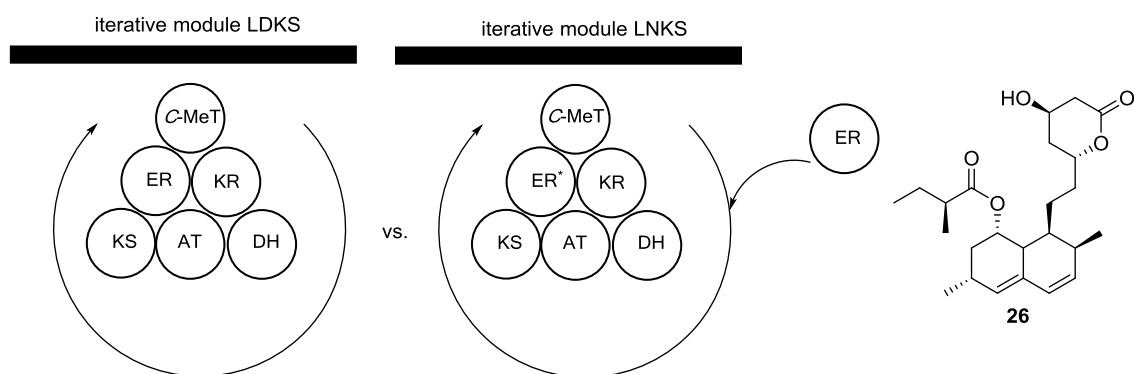 iterative module LDKS
C-MeT
ER KR
KS AT DH
vs.
iterative module LNKS
C-MeT
ER* KR
KS AT DH
ER
HO O
O
O
O
26